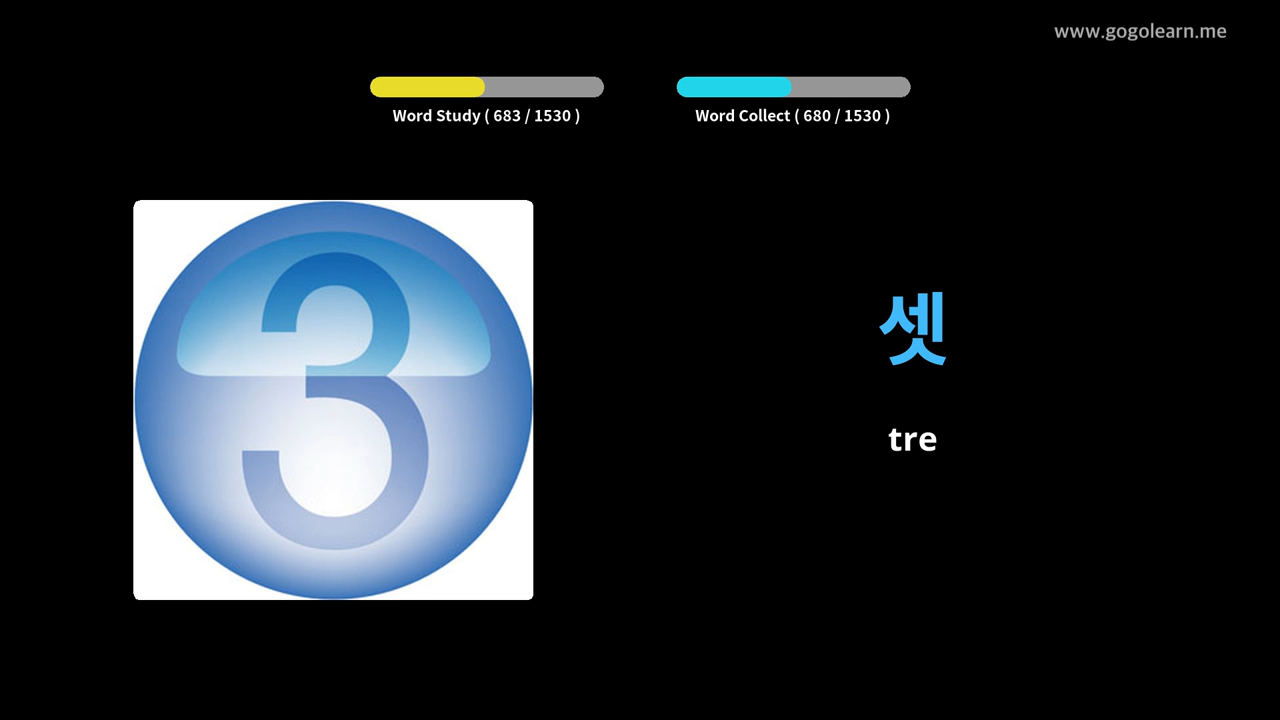 www.gogolearn.me
Word Study ( 683 / 1530 )
Word Collect ( 680 / 1530 )
3
셋
tre